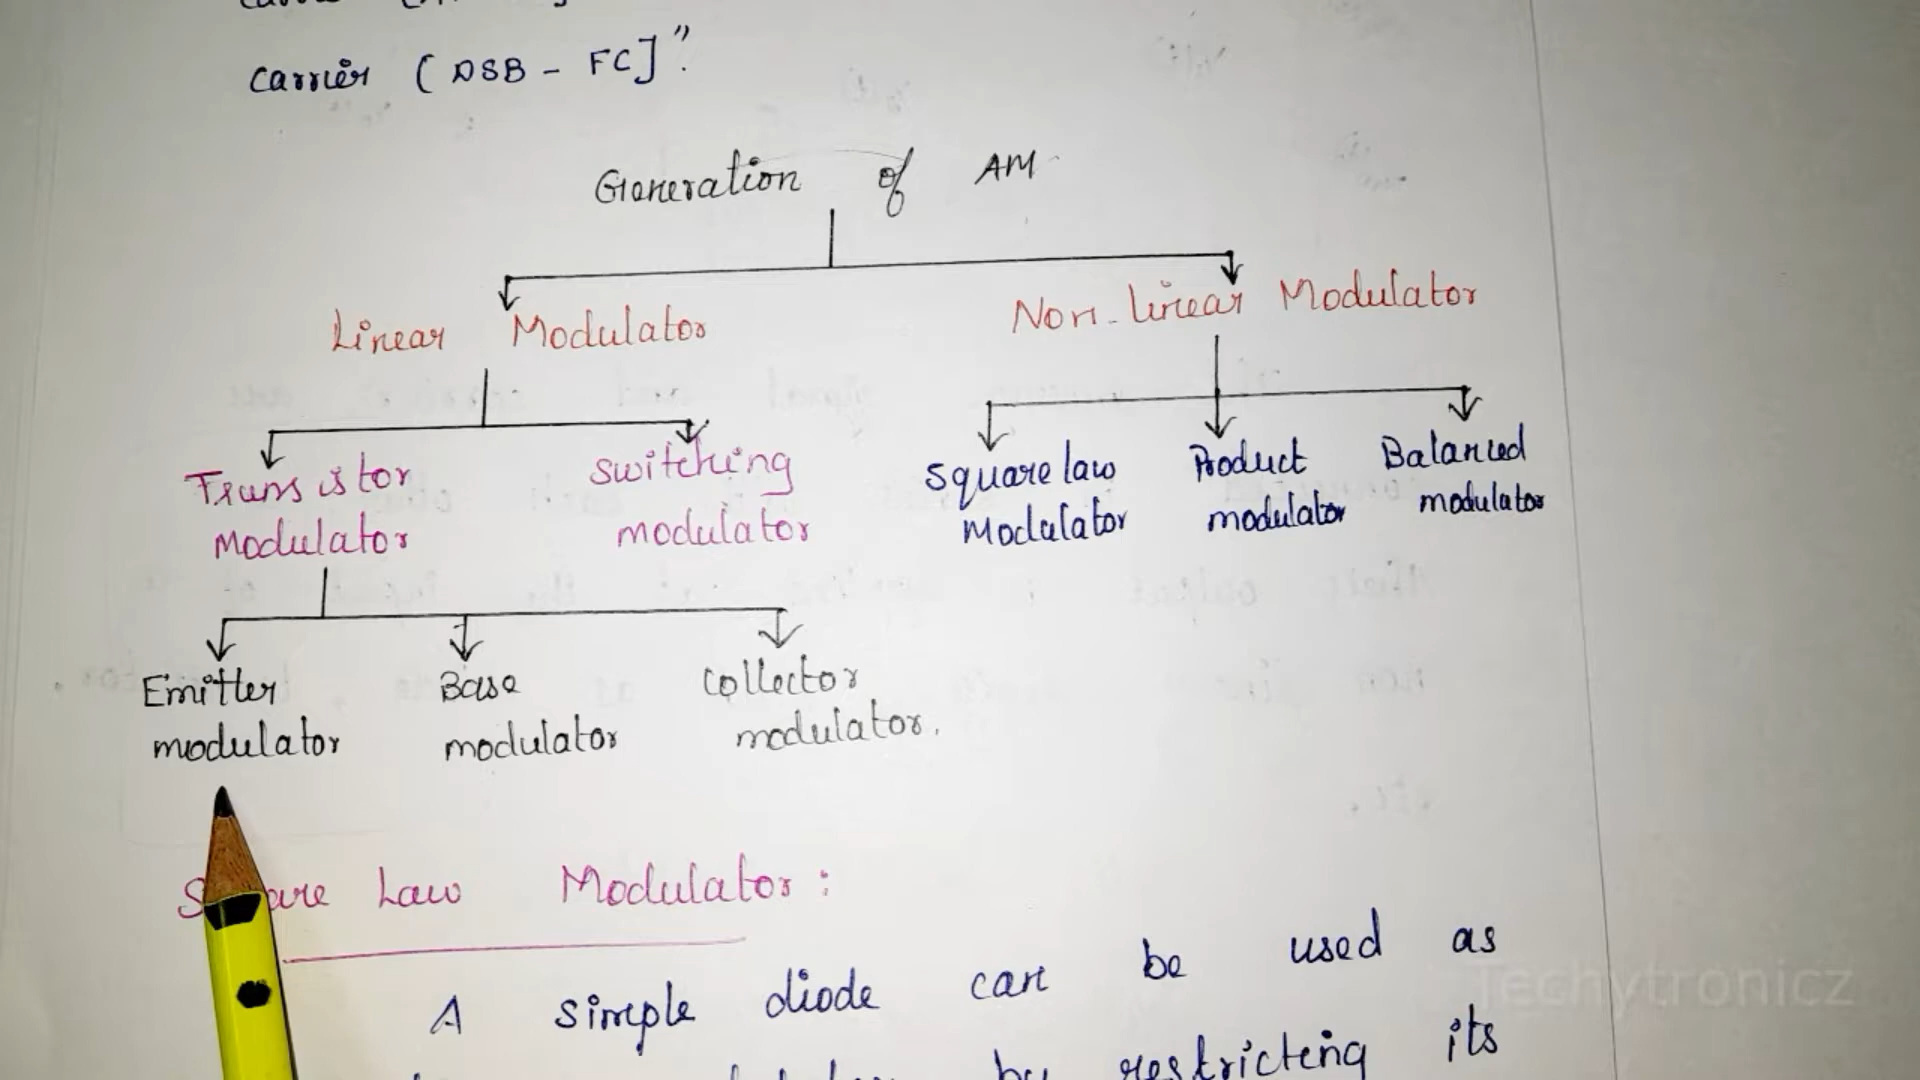 Carrier (DSB - FC]".
Generation of AM
Linear Modulator
Non-linear Modulator
Transistor
Modulator
Switching
modulator
Square law
Modulator
Product
modulator
Balanced
modulator
Emitter
modulator
Base
modulator
Collector
modulator.
Law Modulator:
A simple diode can be used as
by restricting its
Techytronicz